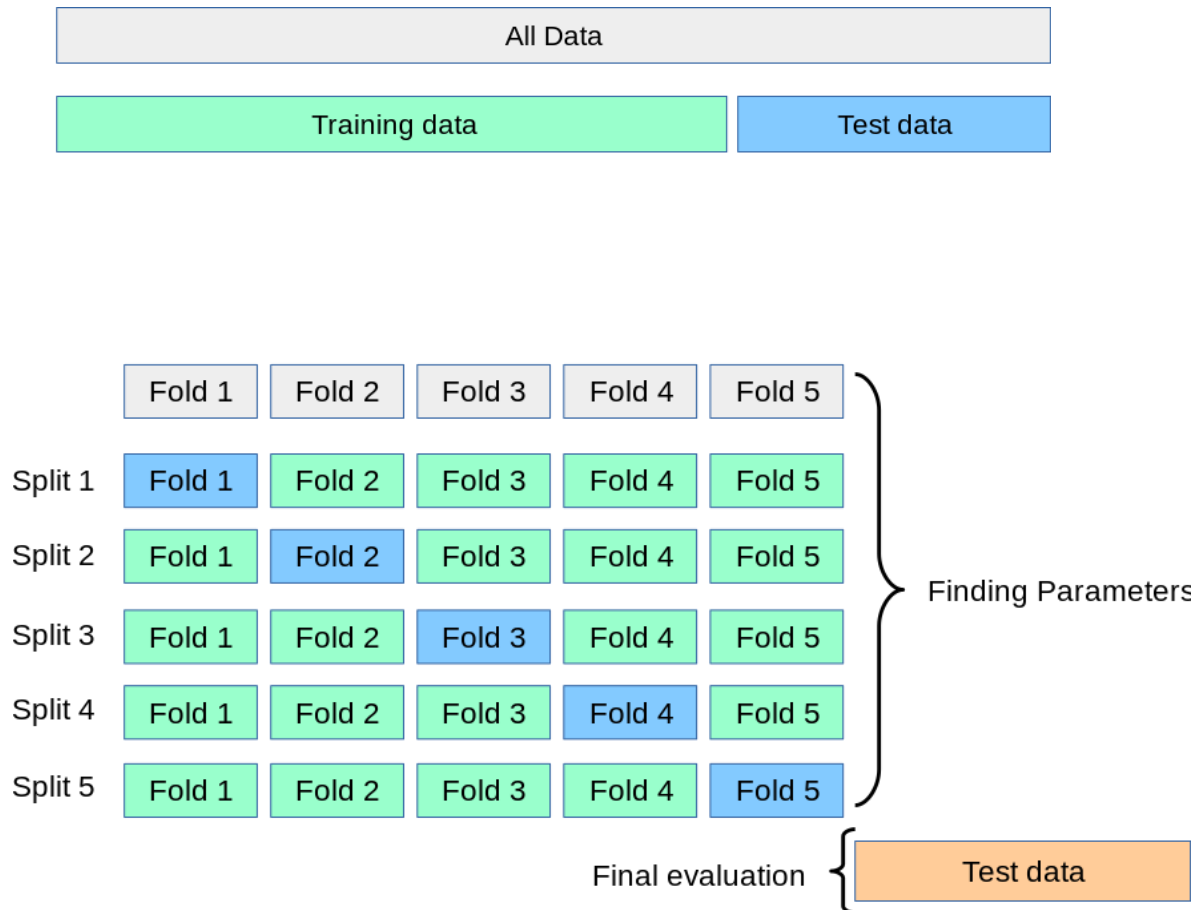 All Data
Training data Test data
Fold 1 Fold 2 Fold 3 Fold 4 Fold 5
Split 1 Fold 1 Fold 2 Fold 3 Fold 4 Fold 5
Split 2 Fold 1 Fold 2 Fold 3 Fold 4 Fold 5
Finding Parameters
Split 3 Fold 1 Fold 2 Fold 3 Fold 4 Fold 5
Split 4 Fold 1 Fold 2 Fold 3 Fold 4 Fold 5
Split 5 Fold 1 Fold 2 Fold 3 Fold 4 Fold 5
Final evaluation Test data